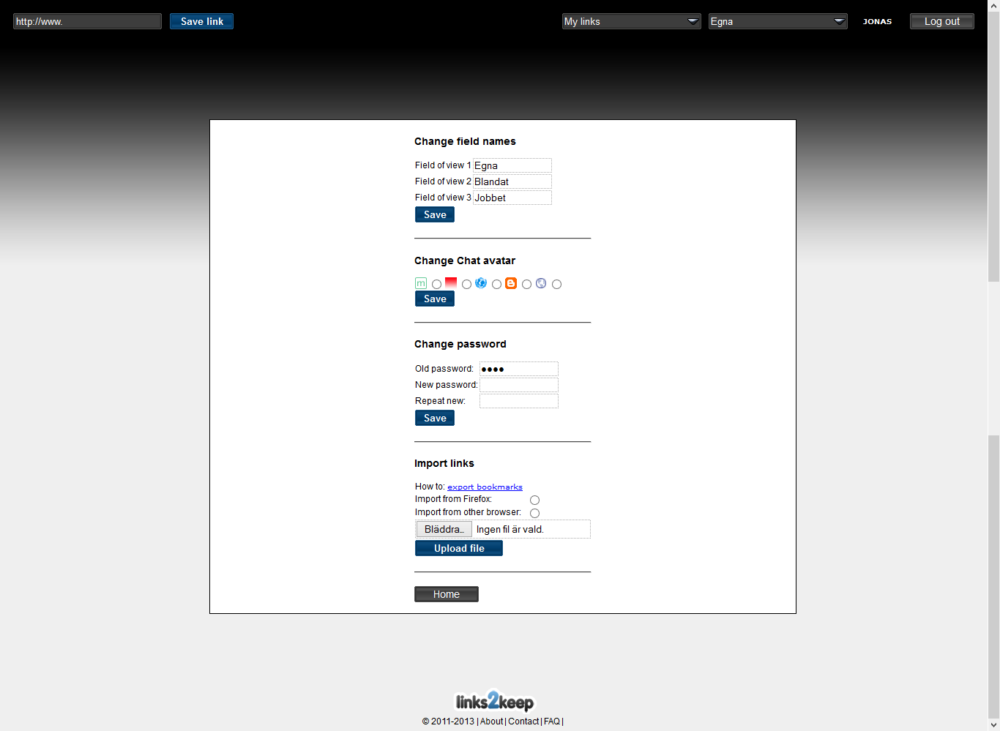 http://www. Save link My links Egna JONAS Log out
Change field names
Field of view 1 Egna
Field of view 2 Blandat
Field of view 3 Jobbet
Save
Change Chat avatar
m
Save
Change password
Old password: ●●●●
New password:
Repeat new:
Save
Import links
How to: export bookmarks
Import from Firefox:
Import from other browser:
Bläddra... Ingen fil är vald.
Upload file
Home
links2keep
© 2011-2013 | About | Contact | FAQ |